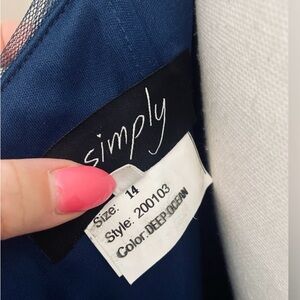 simply
Size: 14
Style: 200103
Color: DEEP.OCEAN